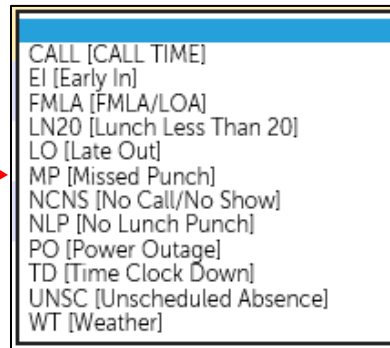 CALL [CALL TIME]
EI [Early In]
FMLA [FMLA/LOA]
LN20 [Lunch Less Than 20]
LO [Late Out]
MP [Missed Punch]
NCNS [No Call/No Show]
NLP [No Lunch Punch]
PO [Power Outage]
TD [Time Clock Down]
UNSC [Unscheduled Absence]
WT [Weather]